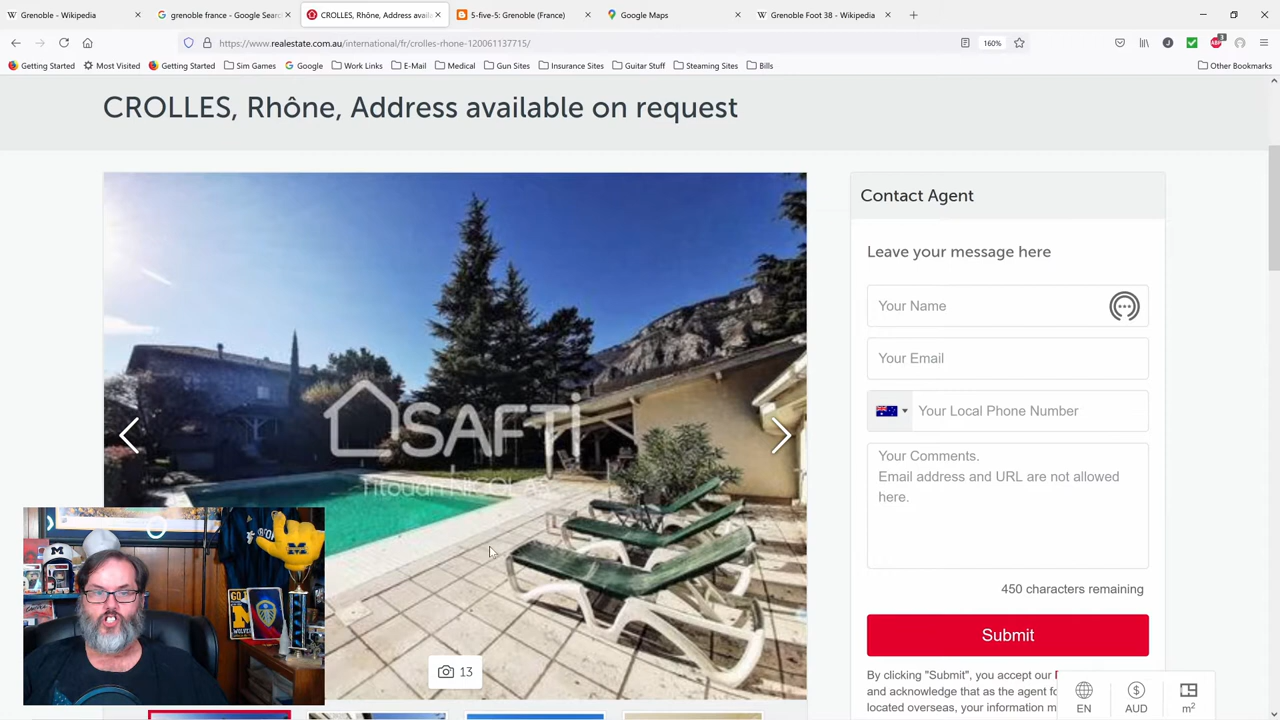 Grenoble - Wikipedia
grenoble france - Google Sear
CROLLES, Rhône, Address availa
5-five-5: Grenoble (France)
Google Maps
Grenoble Foot 38 - Wikipedia
https://www.realestate.com.au/international/fr/crolles-rhone-120061137715/
160%
3
Getting Started
Most Visited
Getting Started
Sim Games
Google
Work Links
E-Mail
Medical
Gun Sites
Insurance Sites
Guitar Stuff
Steaming Sites
Bills
Other Bookmarks
CROLLES, Rhône, Address available on request
SAFTI
13
Contact Agent
Leave your message here
Your Name
Your Email
Your Local Phone Number
Your Comments.
Email address and URL are not allowed
here.
450 characters remaining
Submit
By clicking "Submit", you accept our
and acknowledge that as the agent fo
located overseas, your information m
EN
AUD
m²
M
GO
WOLVE
M